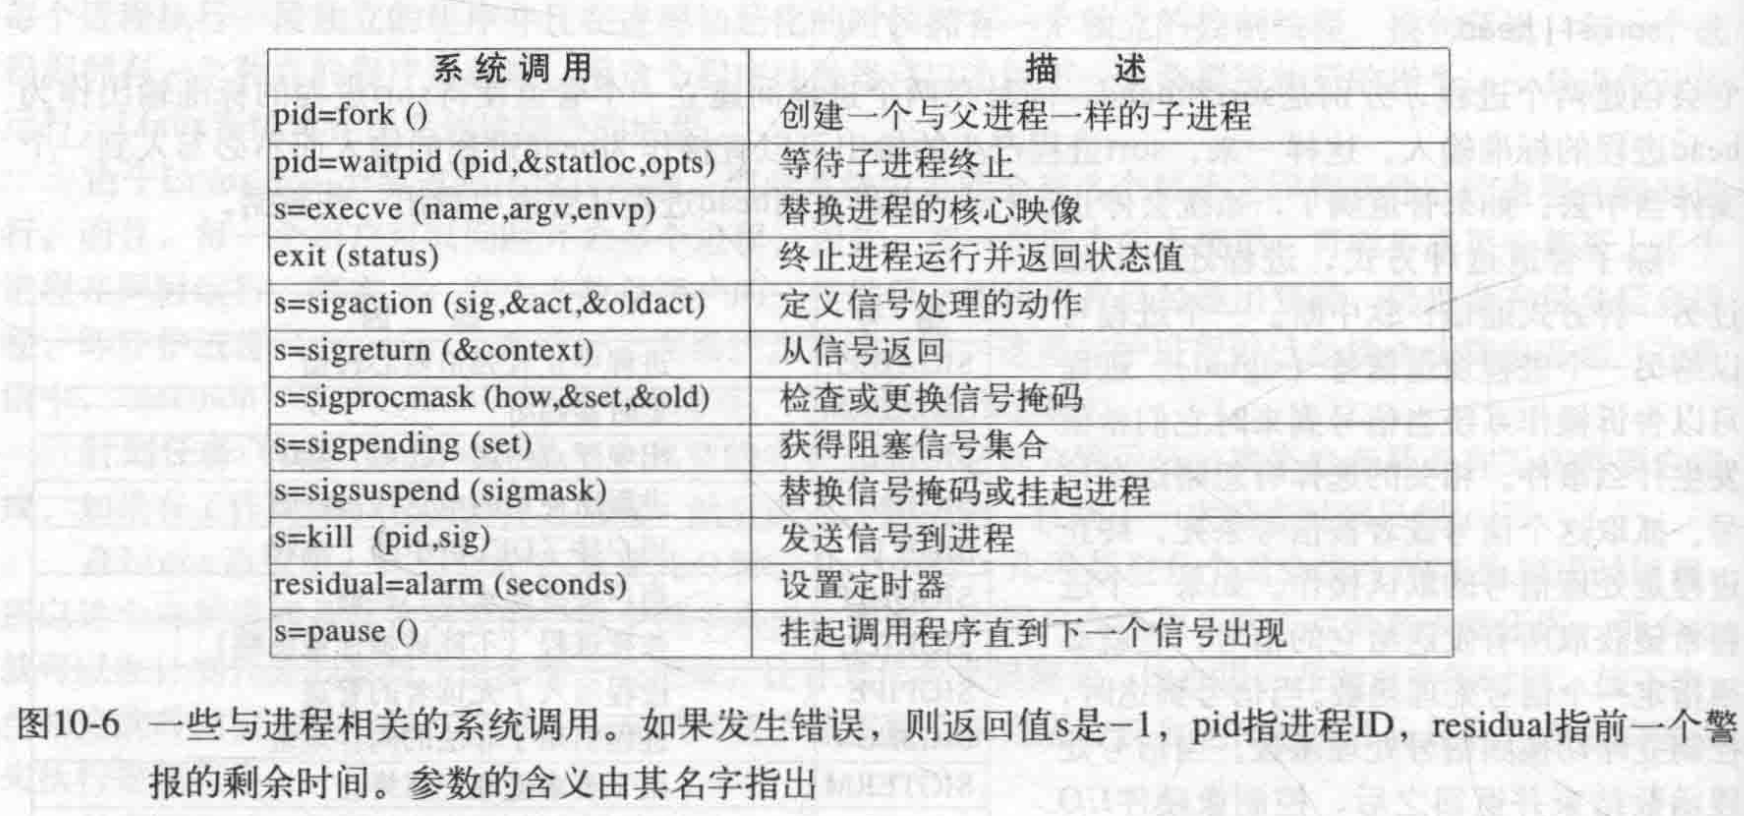 系统调用 描 述
pid=fork () 创建一个与父进程一样的子进程
pid=waitpid (pid,&statloc,opts) 等待子进程终止
s=execve (name,argv,envp) 替换进程的核心映像
exit (status) 终止进程运行并返回状态值
s=sigaction (sig,&act,&oldact) 定义信号处理的动作
s=sigreturn (&context) 从信号返回
s=sigprocmask (how,&set,&old) 检查或更换信号掩码
s=sigpending (set) 获得阻塞信号集合
s=sigsuspend (sigmask) 替换信号掩码或挂起进程
s=kill (pid,sig) 发送信号到进程
residual=alarm (seconds) 设置定时器
s=pause () 挂起调用程序直到下一个信号出现
图10-6 一些与进程相关的系统调用。如果发生错误，则返回值s是−1，pid指进程ID，residual指前一个警
报的剩余时间。参数的含义由其名字指出